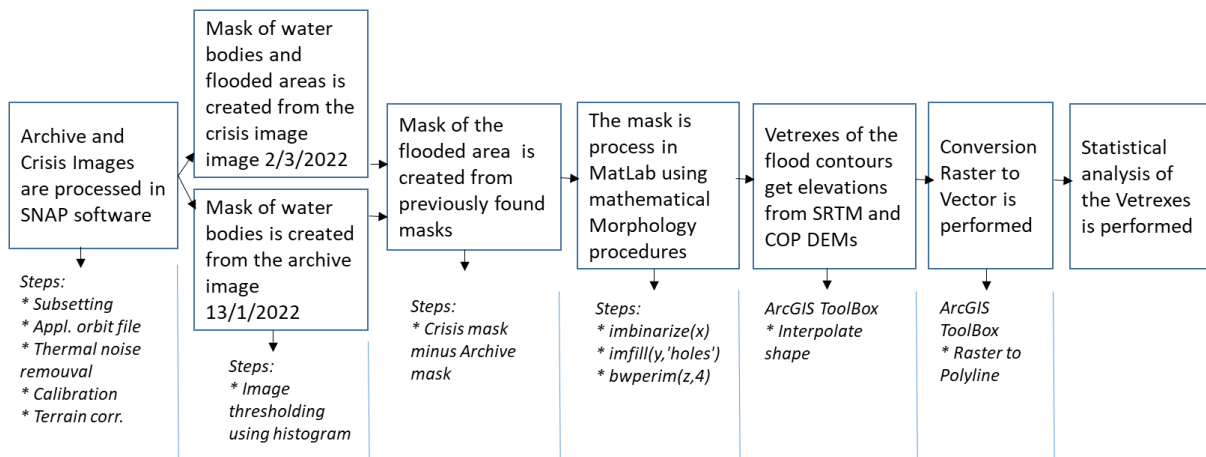 Archive and
Crisis Images
are processed in
SNAP software
Steps:
* Subsetting
* Appl. orbit file
* Thermal noise
remouval
* Calibration
* Terrain corr.
Mask of water
bodies and
flooded areas is
created from the
crisis image
image 2/3/2022
Mask of water
bodies is created
from the archive
image
13/1/2022
Steps:
* Image
thresholding
using histogram
Mask of the
flooded area is
created from
previously found
masks
Steps:
* Crisis mask
minus Archive
mask
The mask is
process in
MatLab using
mathematical
Morphology
procedures
Steps:
* imbinarize(x)
* imfill(y,'holes')
* bwperim(z,4)
Vetrexes of the
flood contours
get elevations
from SRTM and
COP DEMs
ArcGIS ToolBox
* Interpolate
shape
Conversion
Raster to
Vector is
performed
ArcGIS
ToolBox
* Raster to
Polyline
Statistical
analysis of
the Vetrexes
is performed